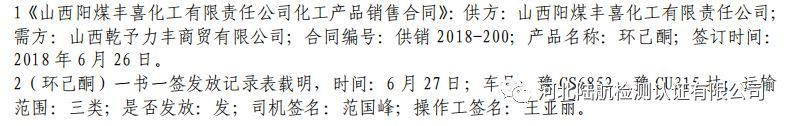 1《山西阳煤丰喜化工有限责任公司化工产品销售合同》：供方：山西阳煤丰喜化工有限责任公司；
需方：山西乾予力丰商贸有限公司；合同编号：供销 2018-200；产品名称：环己酮；签订时间：
2018 年 6 月 26 日。
2（环己酮）一书一签发放记录表载明，时间：6 月 27 日；车号：豫 CS6852、豫 CU315 挂，运输
范围：三类；是否发放：发；司机签名：范国峰；操作工签名：王亚丽。
河北陆航检测认证有限公司